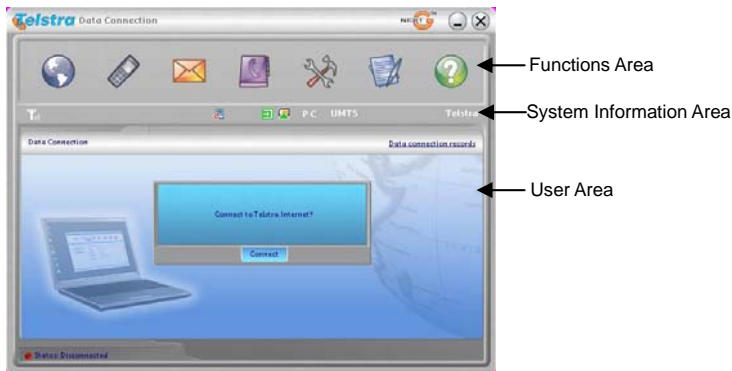 Telstra Data Connection
NEXT G
Functions Area
PC UMTS Telstra
System Information Area
Data Connection
Data connection records
User Area
Connect to Telstra Internet?
Connect
Status: Disconnected